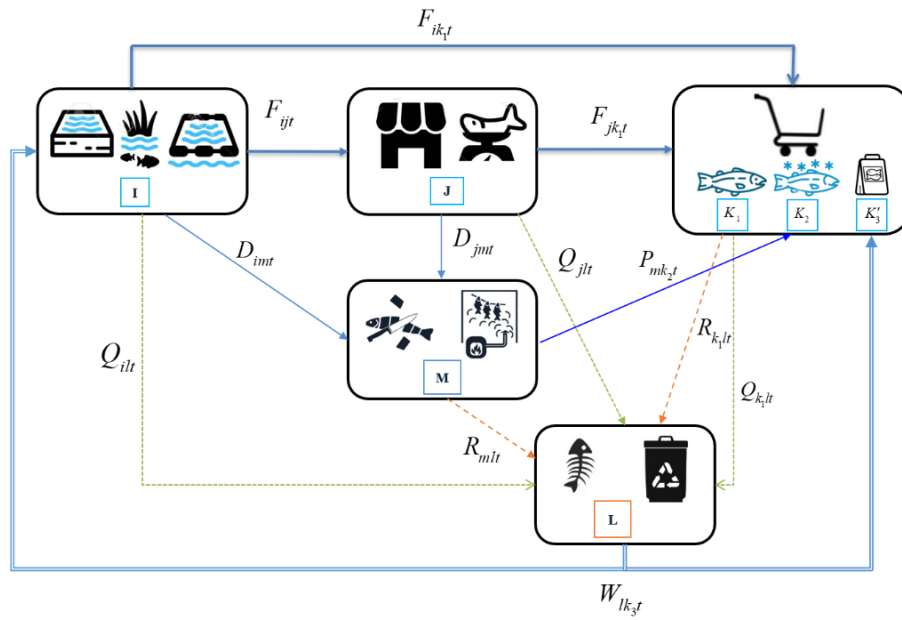 F_{ik_1t}
F_{ijt}
F_{jk_1t}
I
J
K_1
K_2
K'_3
D_{imt}
D_{jmt}
Q_{jlt}
P_{mk_2t}
Q_{ilt}
M
R_{k_1lt}
Q_{k_1lt}
R_{mlt}
L
W_{lk_3t}